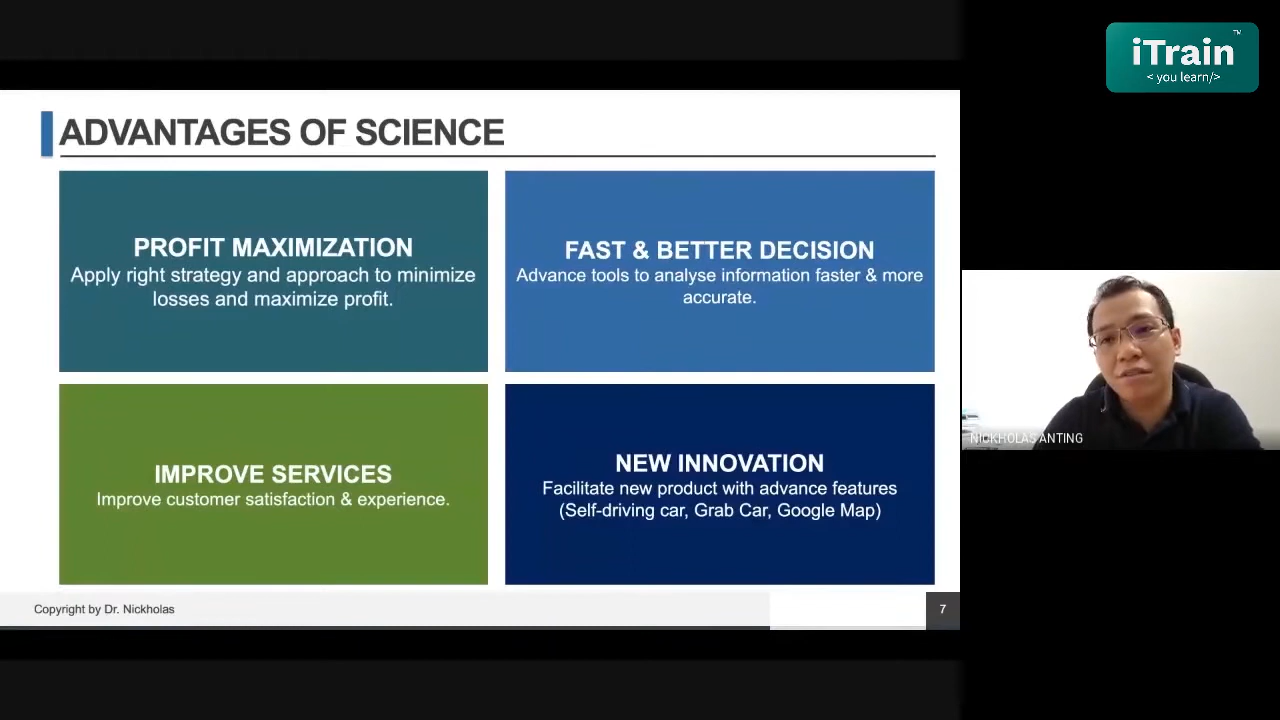 iTrain™
< you learn/>
ADVANTAGES OF SCIENCE
PROFIT MAXIMIZATION
Apply right strategy and approach to minimize
losses and maximize profit.
FAST & BETTER DECISION
Advance tools to analyse information faster & more
accurate.
IMPROVE SERVICES
Improve customer satisfaction & experience.
NEW INNOVATION
Facilitate new product with advance features
(Self-driving car, Grab Car, Google Map)
NICKHOLAS ANTING
Copyright by Dr. Nickholas
7